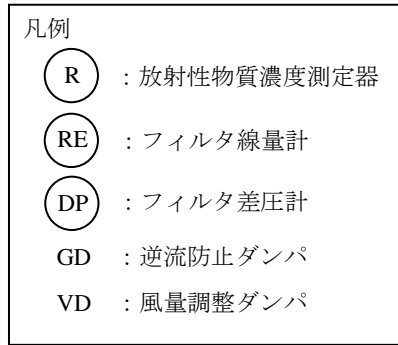 凡例
R ：放射性物質濃度測定器
RE ：フィルタ線量計
DP ：フィルタ差圧計
GD ：逆流防止ダンパ
VD ：風量調整ダンパ